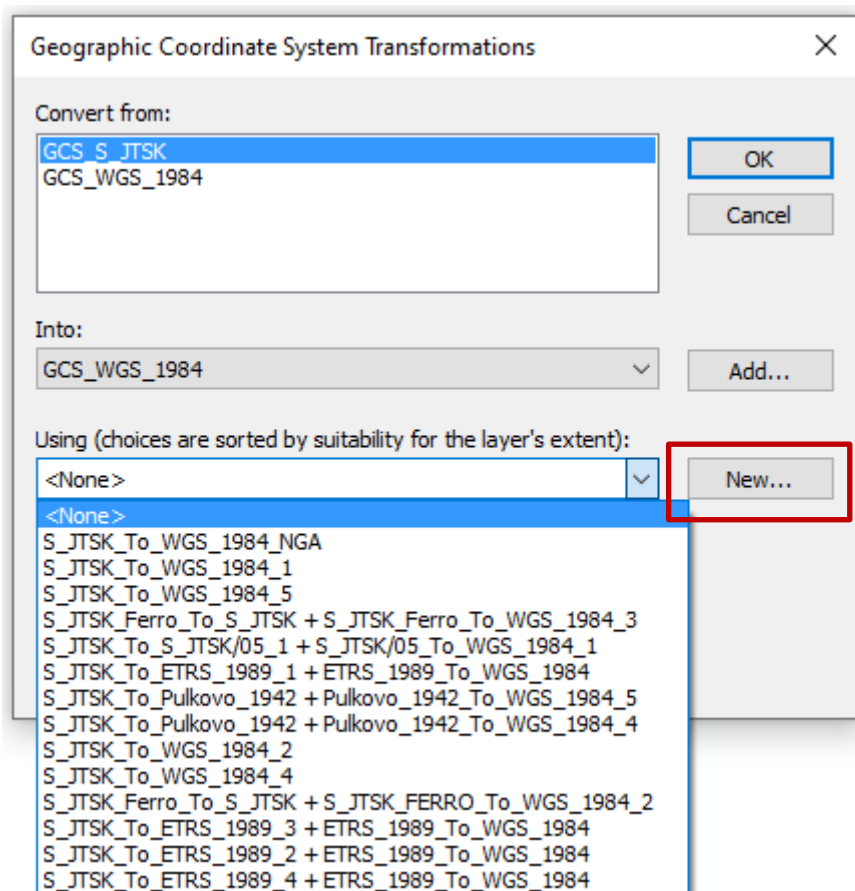 Geographic Coordinate System Transformations
Convert from:
GCS_S_JTSK
GCS_WGS_1984
OK
Cancel
Into:
GCS_WGS_1984
Add...
Using (choices are sorted by suitability for the layer's extent):
<None>
New...
<None>
S_JTSK_To_WGS_1984_NGA
S_JTSK_To_WGS_1984_1
S_JTSK_To_WGS_1984_5
S_JTSK_Ferro_To_S_JTSK + S_JTSK_Ferro_To_WGS_1984_3
S_JTSK_To_S_JTSK/05_1 + S_JTSK/05_To_WGS_1984_1
S_JTSK_To_ETRS_1989_1 + ETRS_1989_To_WGS_1984
S_JTSK_To_Pulkovo_1942 + Pulkovo_1942_To_WGS_1984_5
S_JTSK_To_Pulkovo_1942 + Pulkovo_1942_To_WGS_1984_4
S_JTSK_To_WGS_1984_2
S_JTSK_To_WGS_1984_4
S_JTSK_Ferro_To_S_JTSK + S_JTSK_FERRO_To_WGS_1984_2
S_JTSK_To_ETRS_1989_3 + ETRS_1989_To_WGS_1984
S_JTSK_To_ETRS_1989_2 + ETRS_1989_To_WGS_1984
S_JTSK_To_ETRS_1989_4 + ETRS_1989_To_WGS_1984